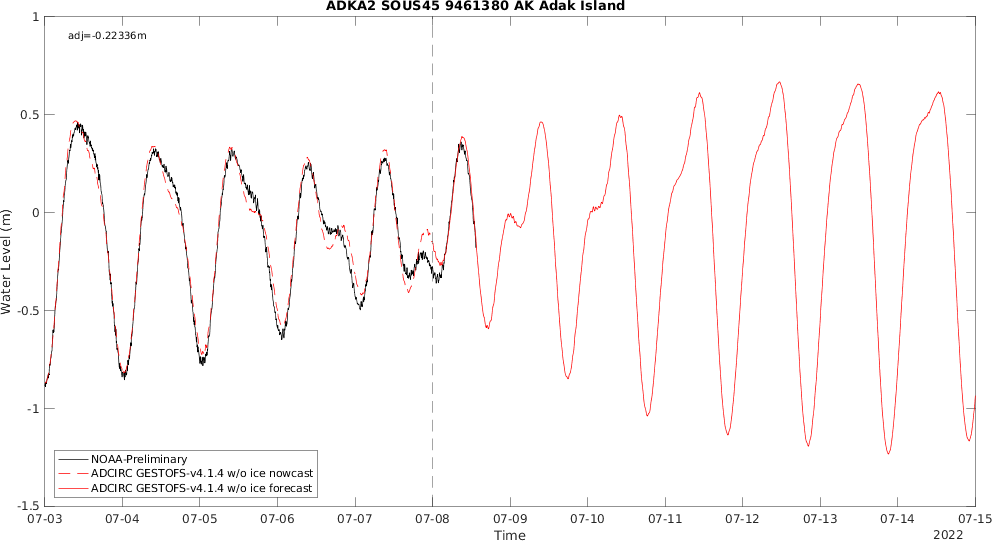 ADKA2 SOUS45 9461380 AK Adak Island
adj=-0.22336m
1
0.5
0
-0.5
-1
-1.5
Water Level (m)
NOAA-Preliminary
ADCIRC GESTOFS-v4.1.4 w/o ice nowcast
ADCIRC GESTOFS-v4.1.4 w/o ice forecast
07-03 07-04 07-05 07-06 07-07 07-08 07-09 07-10 07-11 07-12 07-13 07-14 07-15
Time
2022